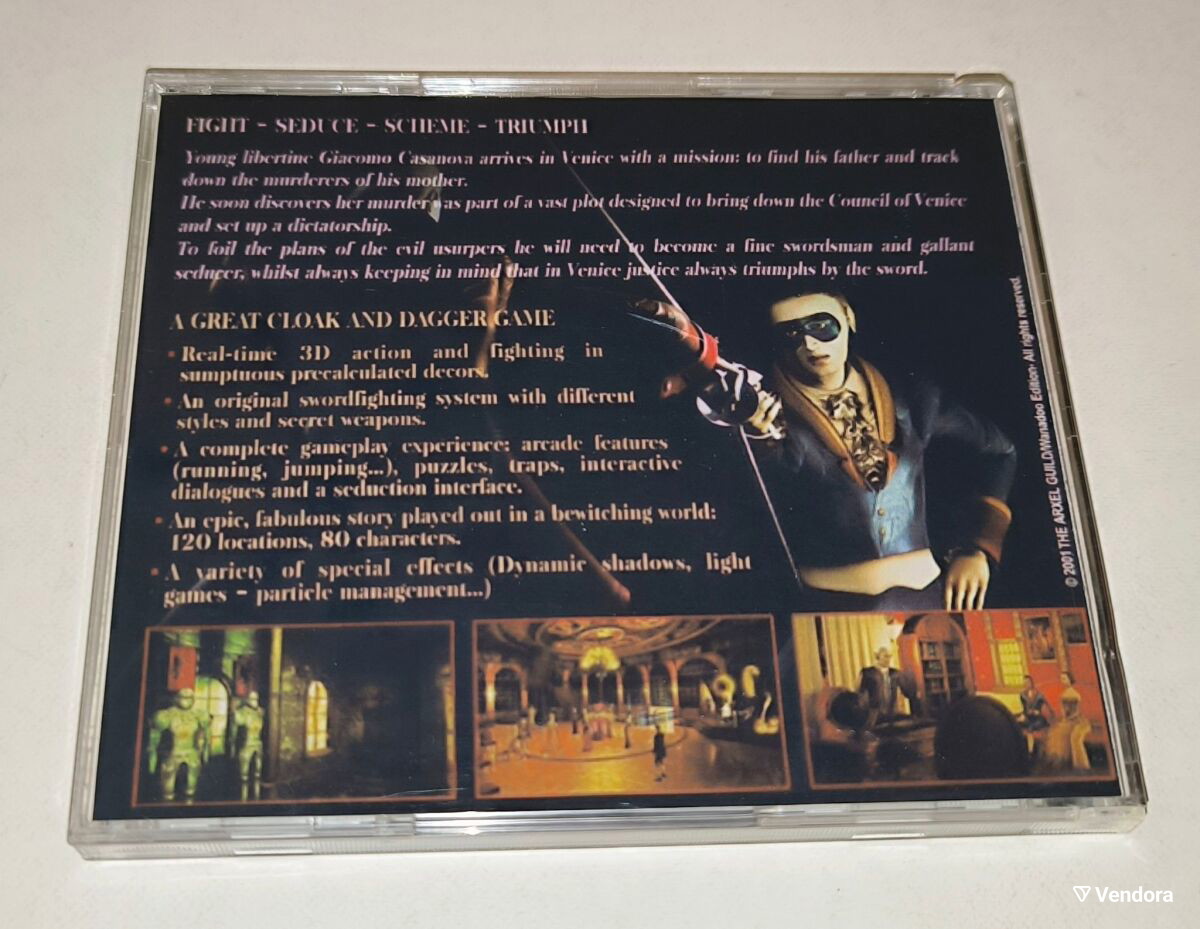 FIGHT - SEDUCE - SCHEME - TRIUMPH
Young libertine Giacomo Casanova arrives in Venice with a mission: to find his father and track
down the murderers of his mother.
He soon discovers her murder was part of a vast plot designed to bring down the Council of Venice
and set up a dictatorship.
To foil the plans of the evil usurpers he will need to become a fine swordsman and gallant
seducer, whilst always keeping in mind that in Venice justice always triumphs by the sword.
A GREAT CLOAK AND DAGGER GAME
Real-time 3D action and fighting in
sumptuous precalculated decors.
An original swordfighting system with different
styles and secret weapons.
A complete gameplay experience: arcade features
(running, jumping...), puzzles, traps, interactive
dialogues and a seduction interface.
An epic, fabulous story played out in a bewitching world:
120 locations, 80 characters.
A variety of special effects (Dynamic shadows, light
games - particle management...)
© 2001 THE ARXEL GUILD/Wanadoo Edition· All rights reserved.
Vendora